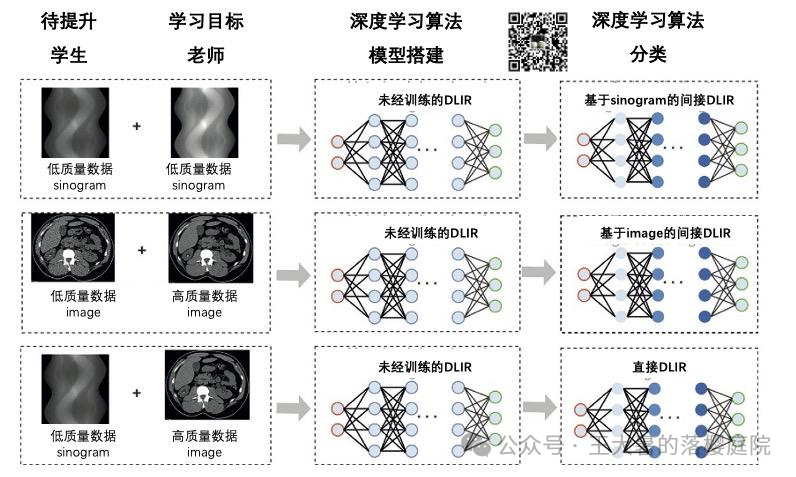 待提升
学生
学习目标
老师
深度学习算法
模型搭建
深度学习算法
分类
低质量数据
sinogram
+
低质量数据
sinogram
未经训练的DLIR
...
基于sinogram的间接DLIR
...
低质量数据
image
+
高质量数据
image
未经训练的DLIR
...
基于image的间接DLIR
...
低质量数据
sinogram
+
高质量数据
image
未经训练的DLIR
...
直接DLIR
...
公众号 · 王大善的落樱庭院